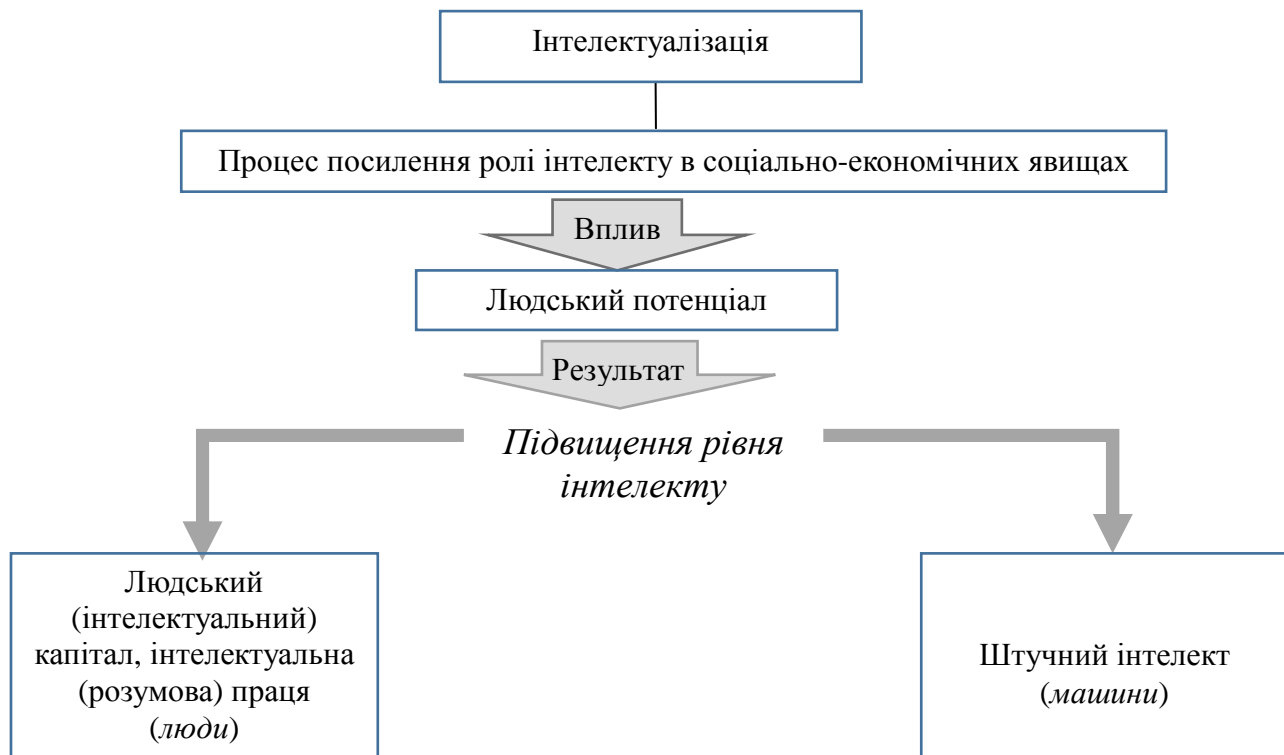 Інтелектуалізація
Процес посилення ролі інтелекту в соціально-економічних явищах
Вплив
Людський потенціал
Результат
Підвищення рівня
інтелекту
Людський
(інтелектуальний)
капітал, інтелектуальна
(розумова) праця
(люди)
Штучний інтелект
(машини)